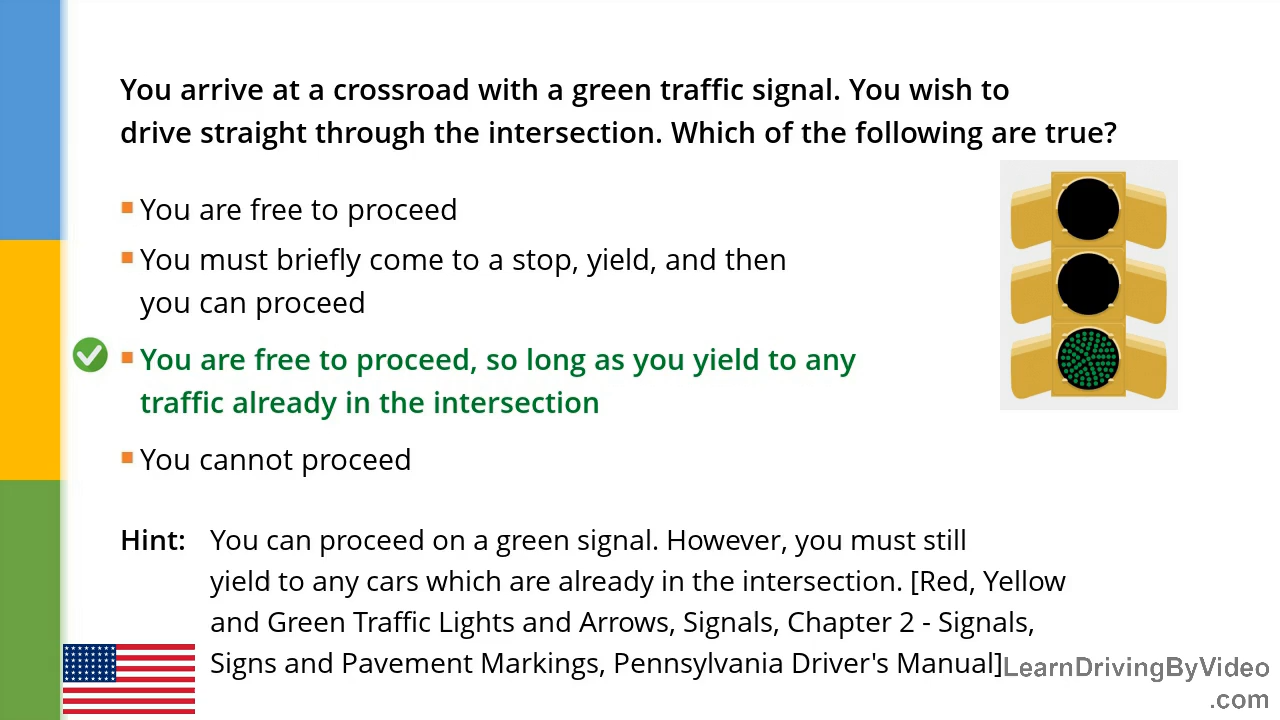 You arrive at a crossroad with a green traffic signal. You wish to
drive straight through the intersection. Which of the following are true?
You are free to proceed
You must briefly come to a stop, yield, and then
you can proceed
You are free to proceed, so long as you yield to any
traffic already in the intersection
You cannot proceed
Hint: You can proceed on a green signal. However, you must still
yield to any cars which are already in the intersection. [Red, Yellow
and Green Traffic Lights and Arrows, Signals, Chapter 2 - Signals,
Signs and Pavement Markings, Pennsylvania Driver's Manual]
LearnDrivingByVideo
.com